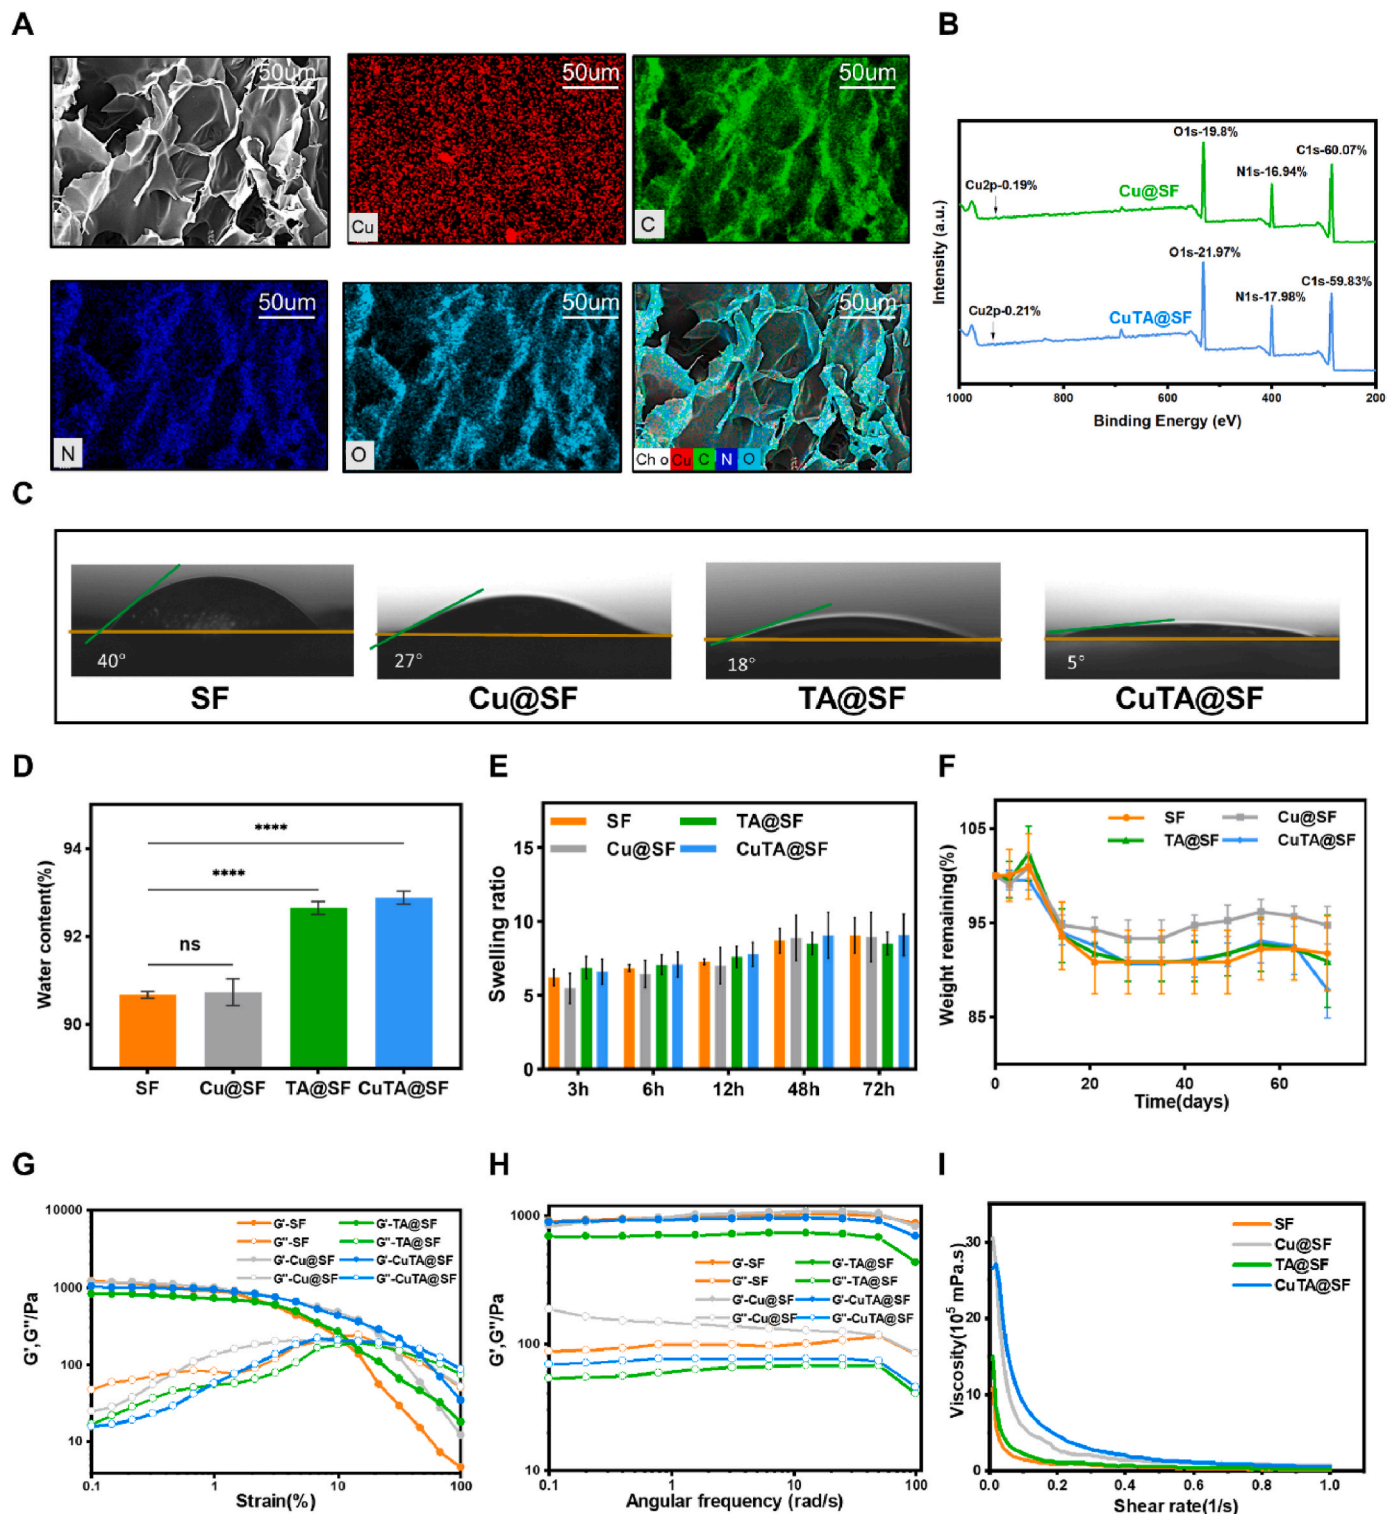 A
50um
50um
50um
Cu
C
50um
50um
50um
N
O
Ch o Cu C N O
B
O1s-19.8%
C1s-60.07%
N1s-16.94%
Cu2p-0.19%
Cu@SF
O1s-21.97%
C1s-59.83%
N1s-17.98%
Cu2p-0.21%
CuTA@SF
Intensity (a.u.)
1000 800 600 400 200
Binding Energy (eV)
C
40°
27°
18°
5°
SF
Cu@SF
TA@SF
CuTA@SF
D
Water content(%)
94
92
90
****
****
ns
SF Cu@SF TA@SF CuTA@SF
E
Swelling ratio
15
10
5
0
SF
TA@SF
Cu@SF
CuTA@SF
3h 6h 12h 48h 72h
F
Weight remaining(%)
105
95
85
SF
Cu@SF
TA@SF
CuTA@SF
0 20 40 60
Time(days)
G
G',G''/Pa
10000
1000
100
10
G'-SF
G'-TA@SF
G''-SF
G''-TA@SF
G'-Cu@SF
G'-CuTA@SF
G''-Cu@SF
G''-CuTA@SF
0.1 1 10 100
Strain(%)
H
G',G''/Pa
1000
100
10
G'-SF
G'-TA@SF
G''-SF
G''-TA@SF
G'-Cu@SF
G'-CuTA@SF
G''-Cu@SF
G''-CuTA@SF
0.1 1 10 100
Angular frequency (rad/s)
I
Viscosity(10⁵ mPa.s)
30
20
10
0
SF
Cu@SF
TA@SF
CuTA@SF
0.0 0.2 0.4 0.6 0.8 1.0
Shear rate(1/s)